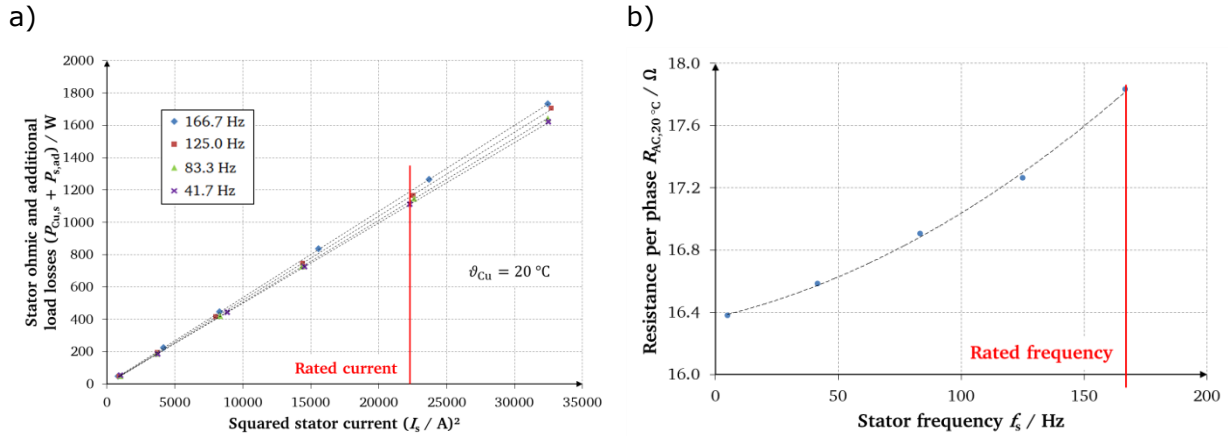 a)
2000
1800
1600
1400
1200
1000
800
600
400
200
0
Stator ohmic and additional
load losses (P_Cu,s + P_s,ad) / W
166.7 Hz
125.0 Hz
83.3 Hz
41.7 Hz
ϑ_Cu = 20 °C
Rated current
0 5000 10000 15000 20000 25000 30000 35000
Squared stator current (I_s / A)²
b)
18.0
17.6
17.2
16.8
16.4
16.0
Resistance per phase R_AC,20 °C / Ω
Rated frequency
0 50 100 150 200
Stator frequency f_s / Hz